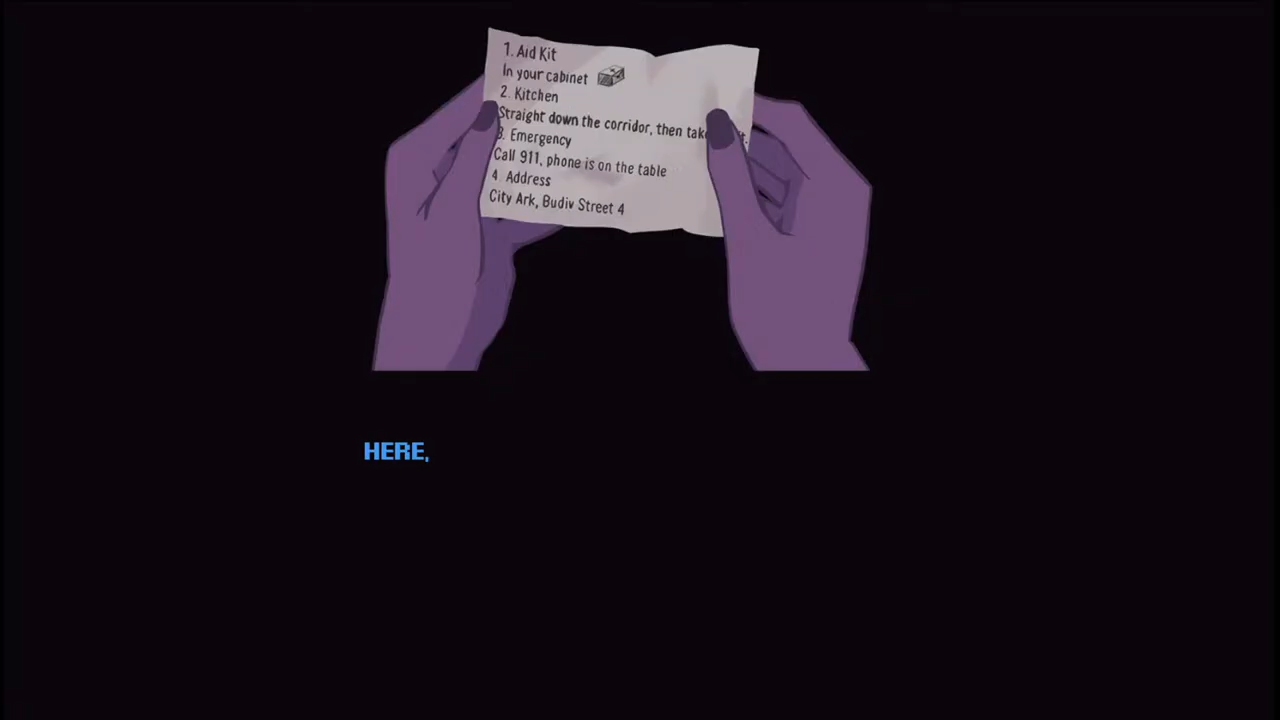 1. Aid Kit
In your cabinet
2. Kitchen
Straight down the corridor, then take
3. Emergency
Call 911, phone is on the table
4. Address
City Ark, Budiv Street 4
HERE,